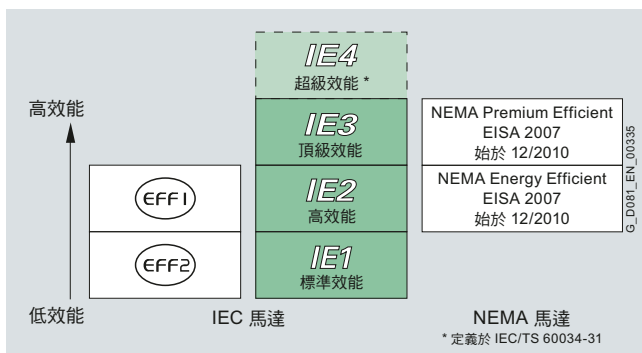 IE4
超級效能 *
高效能
IE3
頂級效能
NEMA Premium Efficient
EISA 2007
始於 12/2010
EFF1
IE2
高效能
NEMA Energy Efficient
EISA 2007
始於 12/2010
EFF2
IE1
標準效能
低效能
IEC 馬達
NEMA 馬達
* 定義於 IEC/TS 60034-31
G_D081_EN_00335